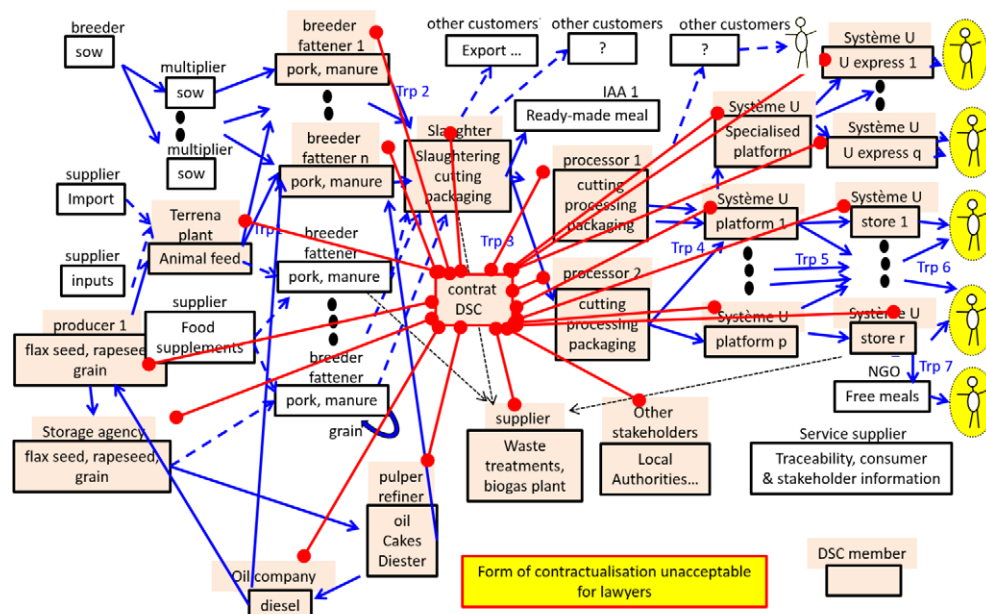 breeder
sow
multiplier
sow
multiplier
sow
breeder
fattener 1
pork, manure
breeder
fattener n
pork, manure
Trp 2
other customers
Export ...
other customers
?
other customers
?
IAA 1
Ready-made meal
Slaughter
Slaughtering
cutting
packaging
processor 1
cutting
processing
packaging
processor 2
cutting
processing
packaging
Trp 3
Système U
U express 1
Système U
Specialised
platform
Système U
U express q
Système U
platform 1
Système U
store 1
Trp 4
Trp 5
Trp 6
Système U
platform p
Système U
store r
Trp 7
NGO
Free meals
supplier
Import
supplier
inputs
Terrena
plant
Animal feed
breeder
fattener
pork, manure
contrat
DSC
producer 1
flax seed, rapeseed,
grain
supplier
Food
supplements
breeder
fattener
pork, manure
grain
Storage agency
flax seed, rapeseed,
grain
pulper
refiner
oil
Cakes
Diester
Oil company
diesel
supplier
Waste
treatments,
biogas plant
Other
stakeholders
Local
Authorities...
Service supplier
Traceability, consumer
& stakeholder information
Form of contractualisation unacceptable
for lawyers
DSC member